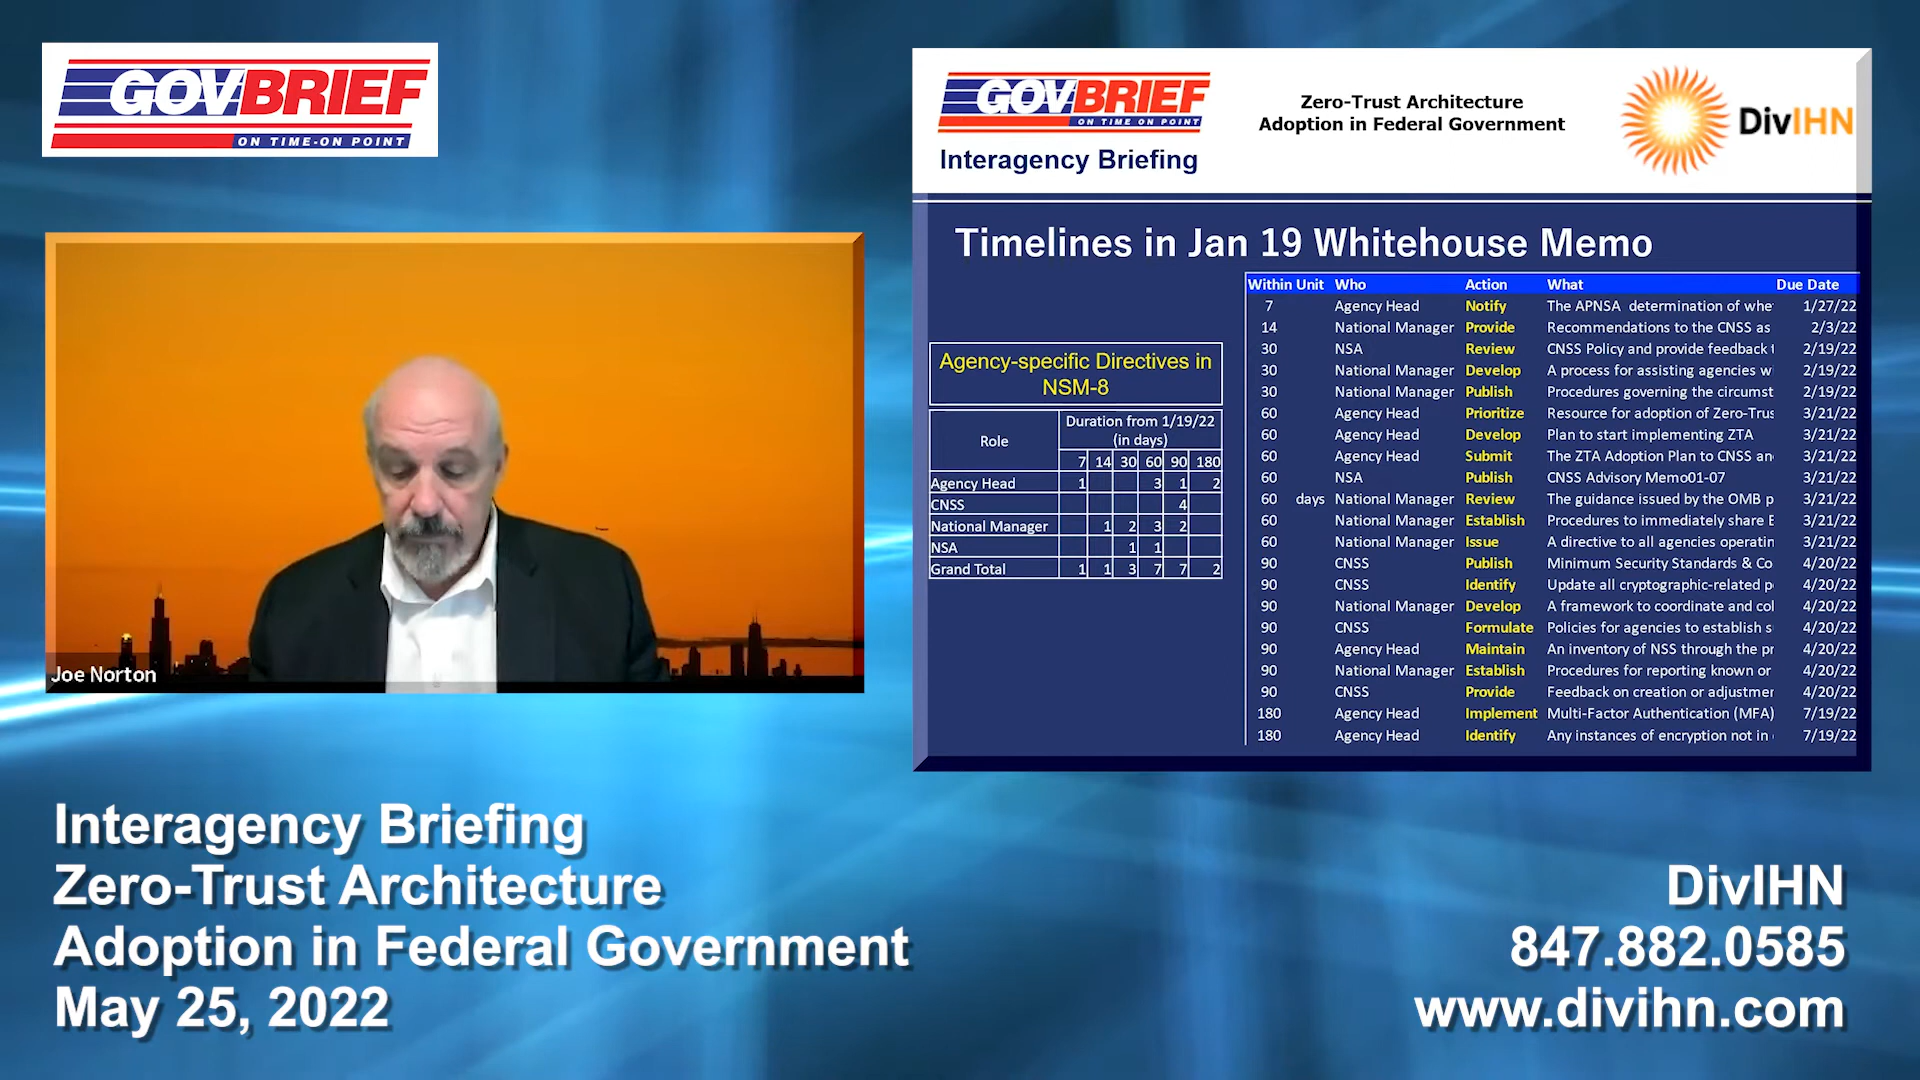 GOVBRIEF
ON TIME-ON POINT
Joe Norton
Interagency Briefing
Zero-Trust Architecture
Adoption in Federal Government
May 25, 2022
GOVBRIEF
ON TIME ON POINT
Interagency Briefing
Zero-Trust Architecture
Adoption in Federal Government
DivIHN
Timelines in Jan 19 Whitehouse Memo
Agency-specific Directives in
NSM-8
Role Duration from 1/19/22
(in days)
7 14 30 60 90 180
Agency Head 1 3 1 2
CNSS 4
National Manager 1 2 3 2
NSA 1 1
Grand Total 1 1 3 7 7 2
Within Unit Who Action What Due Date
7 Agency Head Notify The APNSA determination of whe 1/27/22
14 National Manager Provide Recommendations to the CNSS as 2/3/22
30 NSA Review CNSS Policy and provide feedback t 2/19/22
30 National Manager Develop A process for assisting agencies w 2/19/22
30 National Manager Publish Procedures governing the circumst 2/19/22
60 Agency Head Prioritize Resource for adoption of Zero-Trus 3/21/22
60 Agency Head Develop Plan to start implementing ZTA 3/21/22
60 Agency Head Submit The ZTA Adoption Plan to CNSS an 3/21/22
60 NSA Publish CNSS Advisory Memo01-07 3/21/22
60 days National Manager Review The guidance issued by the OMB p 3/21/22
60 National Manager Establish Procedures to immediately share E 3/21/22
60 National Manager Issue A directive to all agencies operatin 3/21/22
90 CNSS Publish Minimum Security Standards & Co 4/20/22
90 CNSS Identify Update all cryptographic-related p 4/20/22
90 National Manager Develop A framework to coordinate and col 4/20/22
90 CNSS Formulate Policies for agencies to establish s 4/20/22
90 Agency Head Maintain An inventory of NSS through the pr 4/20/22
90 National Manager Establish Procedures for reporting known or 4/20/22
90 CNSS Provide Feedback on creation or adjustmer 4/20/22
180 Agency Head Implement Multi-Factor Authentication (MFA) 7/19/22
180 Agency Head Identify Any instances of encryption not in 7/19/22
DivIHN
847.882.0585
www.divihn.com